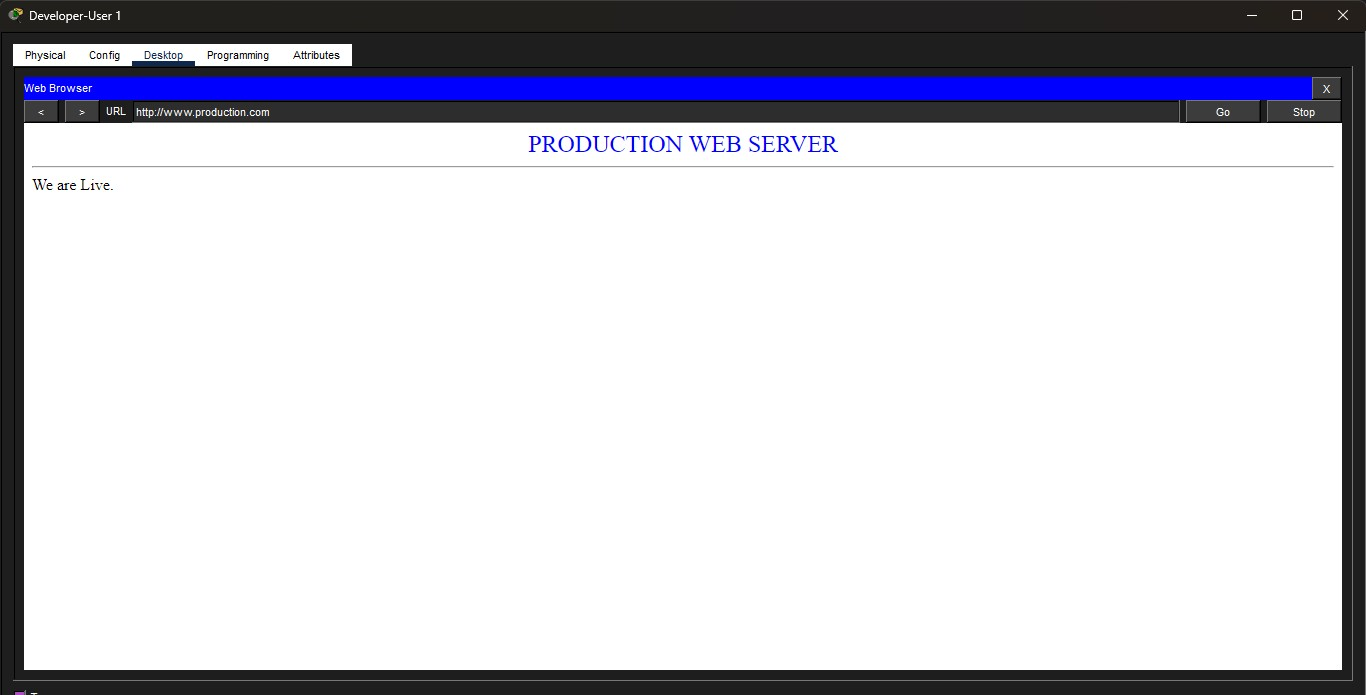 Developer-User 1
Physical Config Desktop Programming Attributes
Web Browser X
< > URL http://www.production.com Go Stop
PRODUCTION WEB SERVER
We are Live.